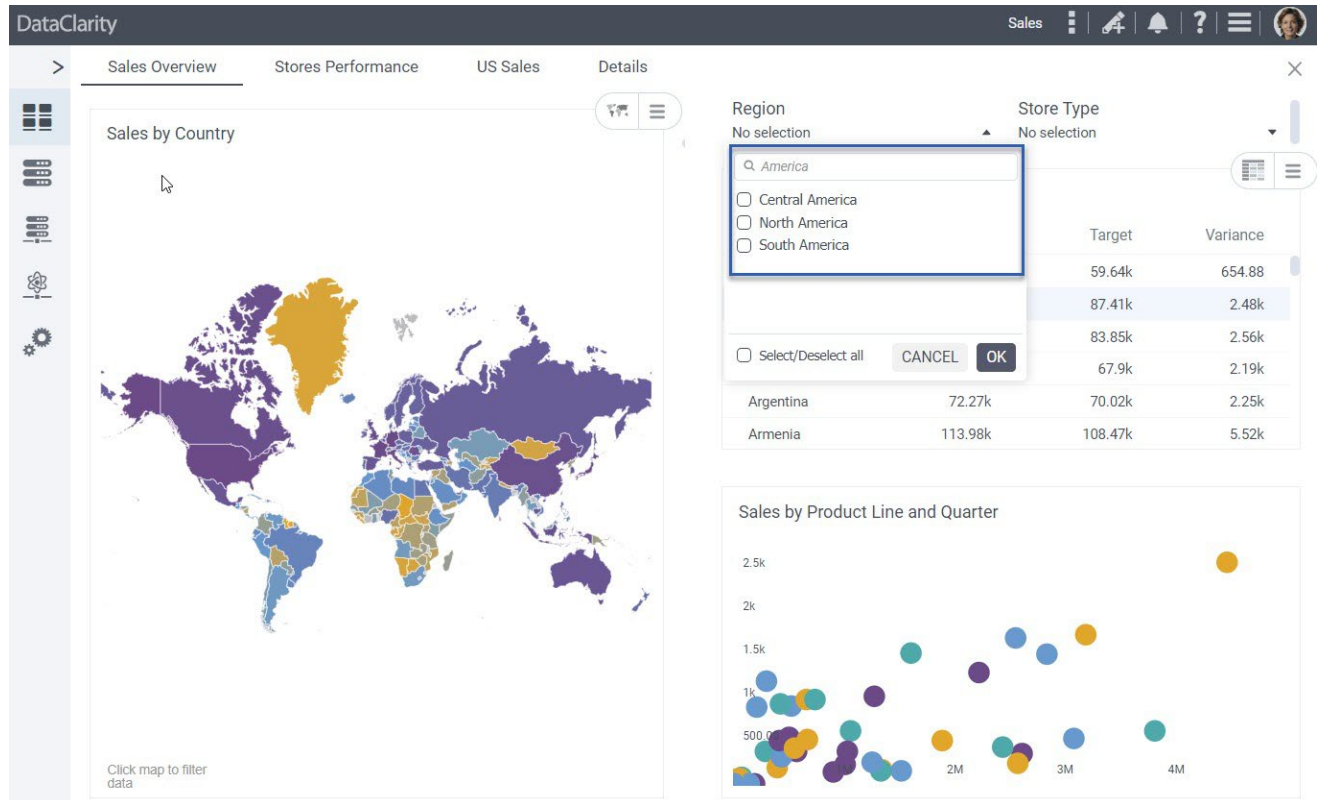 DataClarity
Sales
?
Sales Overview Stores Performance US Sales Details
Sales by Country
Click map to filter
data
Region
No selection
Store Type
No selection
America
Central America
North America
South America
Select/Deselect all CANCEL OK
Target Variance
59.64k 654.88
87.41k 2.48k
83.85k 2.56k
67.9k 2.19k
Argentina 72.27k 70.02k 2.25k
Armenia 113.98k 108.47k 5.52k
Sales by Product Line and Quarter
2.5k
2k
1.5k
1k
2M 3M 4M